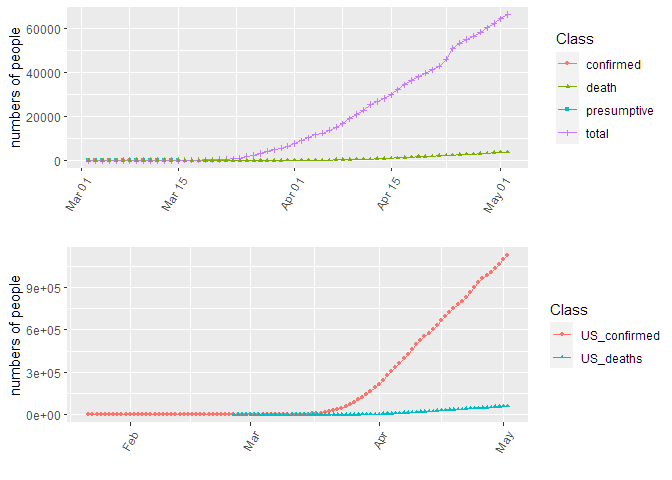 numbers of people
60000
40000
20000
0
Mar 01
Mar 15
Apr 01
Apr 15
May 01
Class
confirmed
death
presumptive
total
numbers of people
9e+05
6e+05
3e+05
0e+00
Feb
Mar
Apr
May
Class
US_confirmed
US_deaths